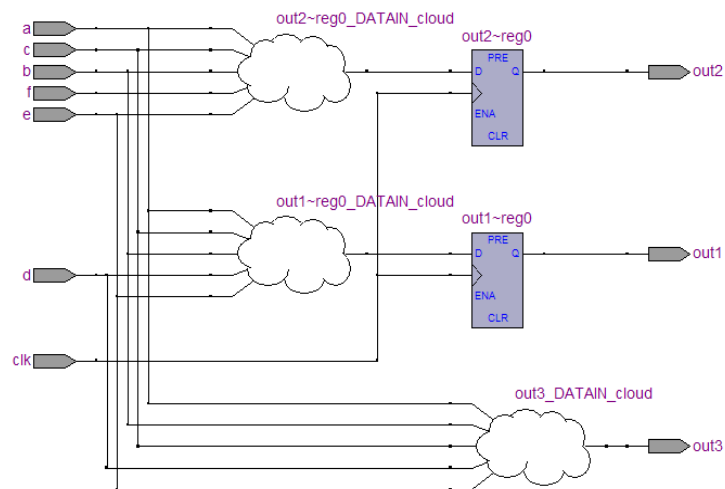 out2~reg0_DATAIN_cloud
out2~reg0
a
c
b
f
e
PRE
D
Q
ENA
CLR
out2
out1~reg0_DATAIN_cloud
out1~reg0
PRE
D
Q
ENA
CLR
out1
d
clk
out3_DATAIN_cloud
out3